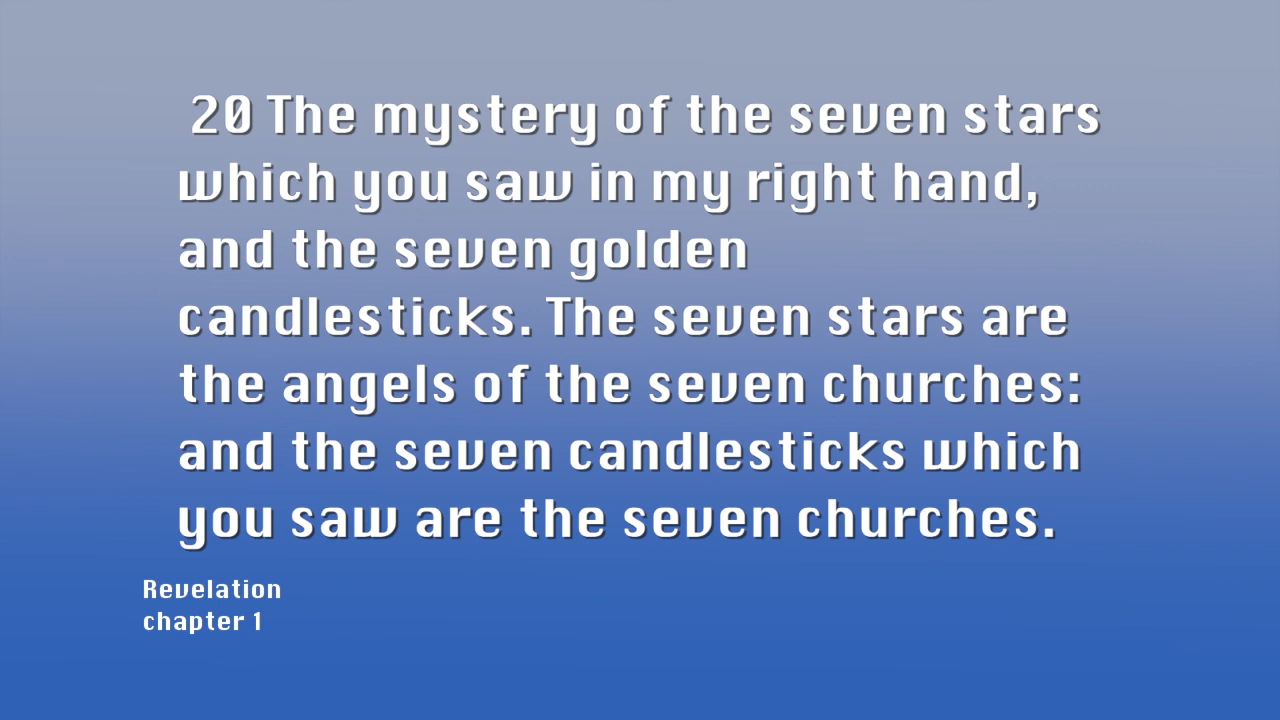 20 The mystery of the seven stars
which you saw in my right hand,
and the seven golden
candlesticks. The seven stars are
the angels of the seven churches:
and the seven candlesticks which
you saw are the seven churches.
Revelation
chapter 1